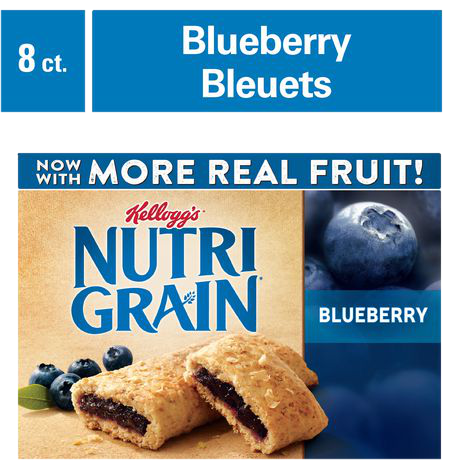 8 ct.
Blueberry
Bleuets
NOW WITH MORE REAL FRUIT!
Kellogg's
NUTRI
GRAIN
BLUEBERRY